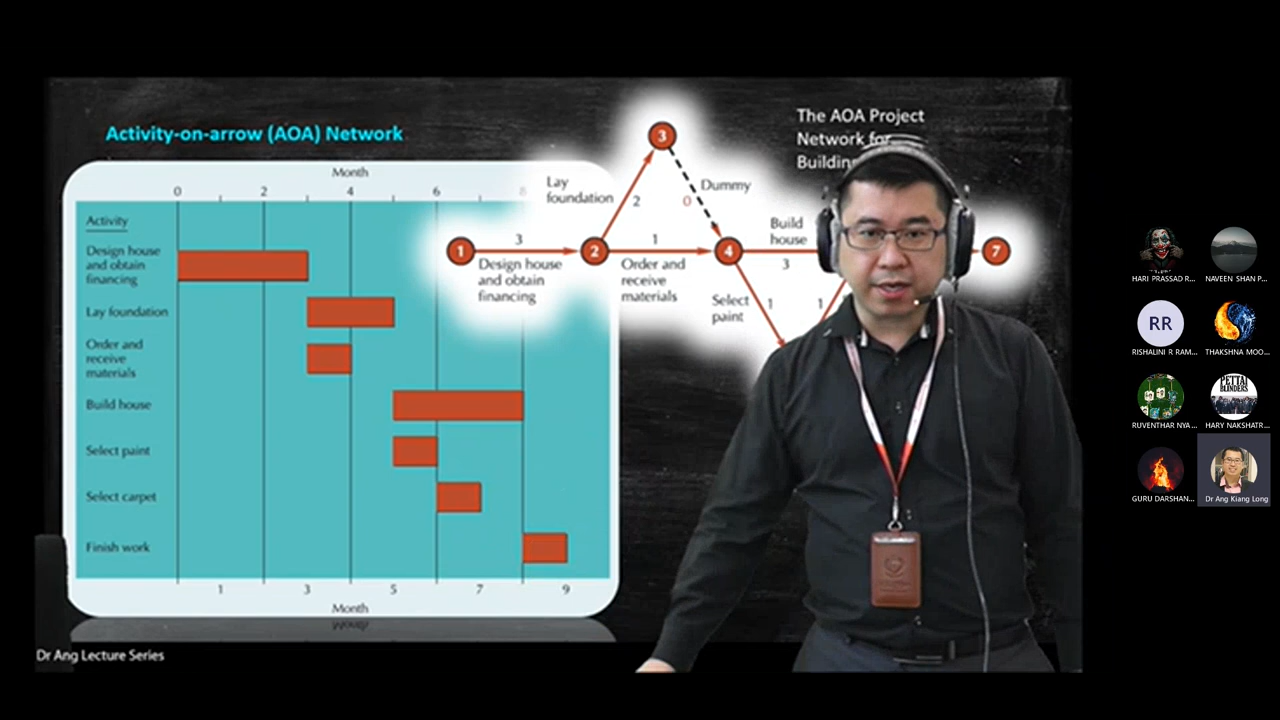 Activity-on-arrow (AOA) Network
The AOA Project
Network for
Building
Month
0 2 4 6 8
Activity
Design house
and obtain
financing
Lay foundation
Order and
receive
materials
Build house
Select paint
Select carpet
Finish work
1 3 5 7 9
Month
3
Lay
foundation
2
Dummy
0
1
3
2
1
4
Build
house
3
7
Design house
and obtain
financing
Order and
receive
materials
Select
paint
1
1
Dr Ang Lecture Series
HARI PRASSAD R...
NAVEEN SHAN P...
RR
RISHALINI R RAM...
THAKSHNA MOO...
PETTAI
BLINDERS
RUVENTHAR NYA...
HARY NAKSHATR...
GURU DARSHAN...
Dr Ang Kiang Long